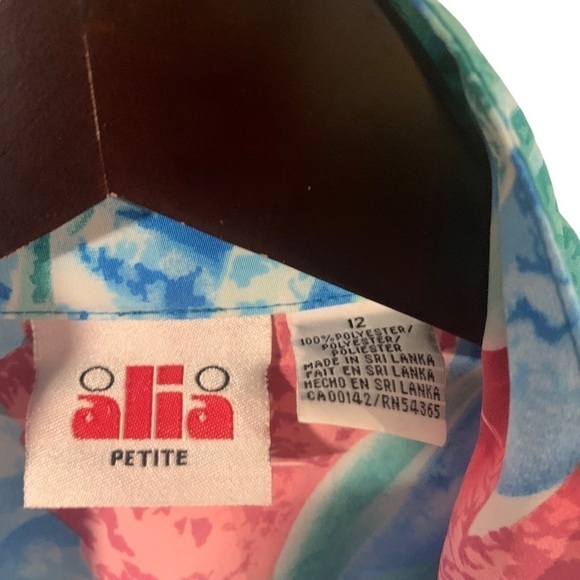 alia
PETITE
12
100% POLYESTER/
POLYESTER/
POLIESTER
MADE IN SRI LANKA
FAIT EN SRI LANKA
HECHO EN SRI LANKA
CA00142/RN54365